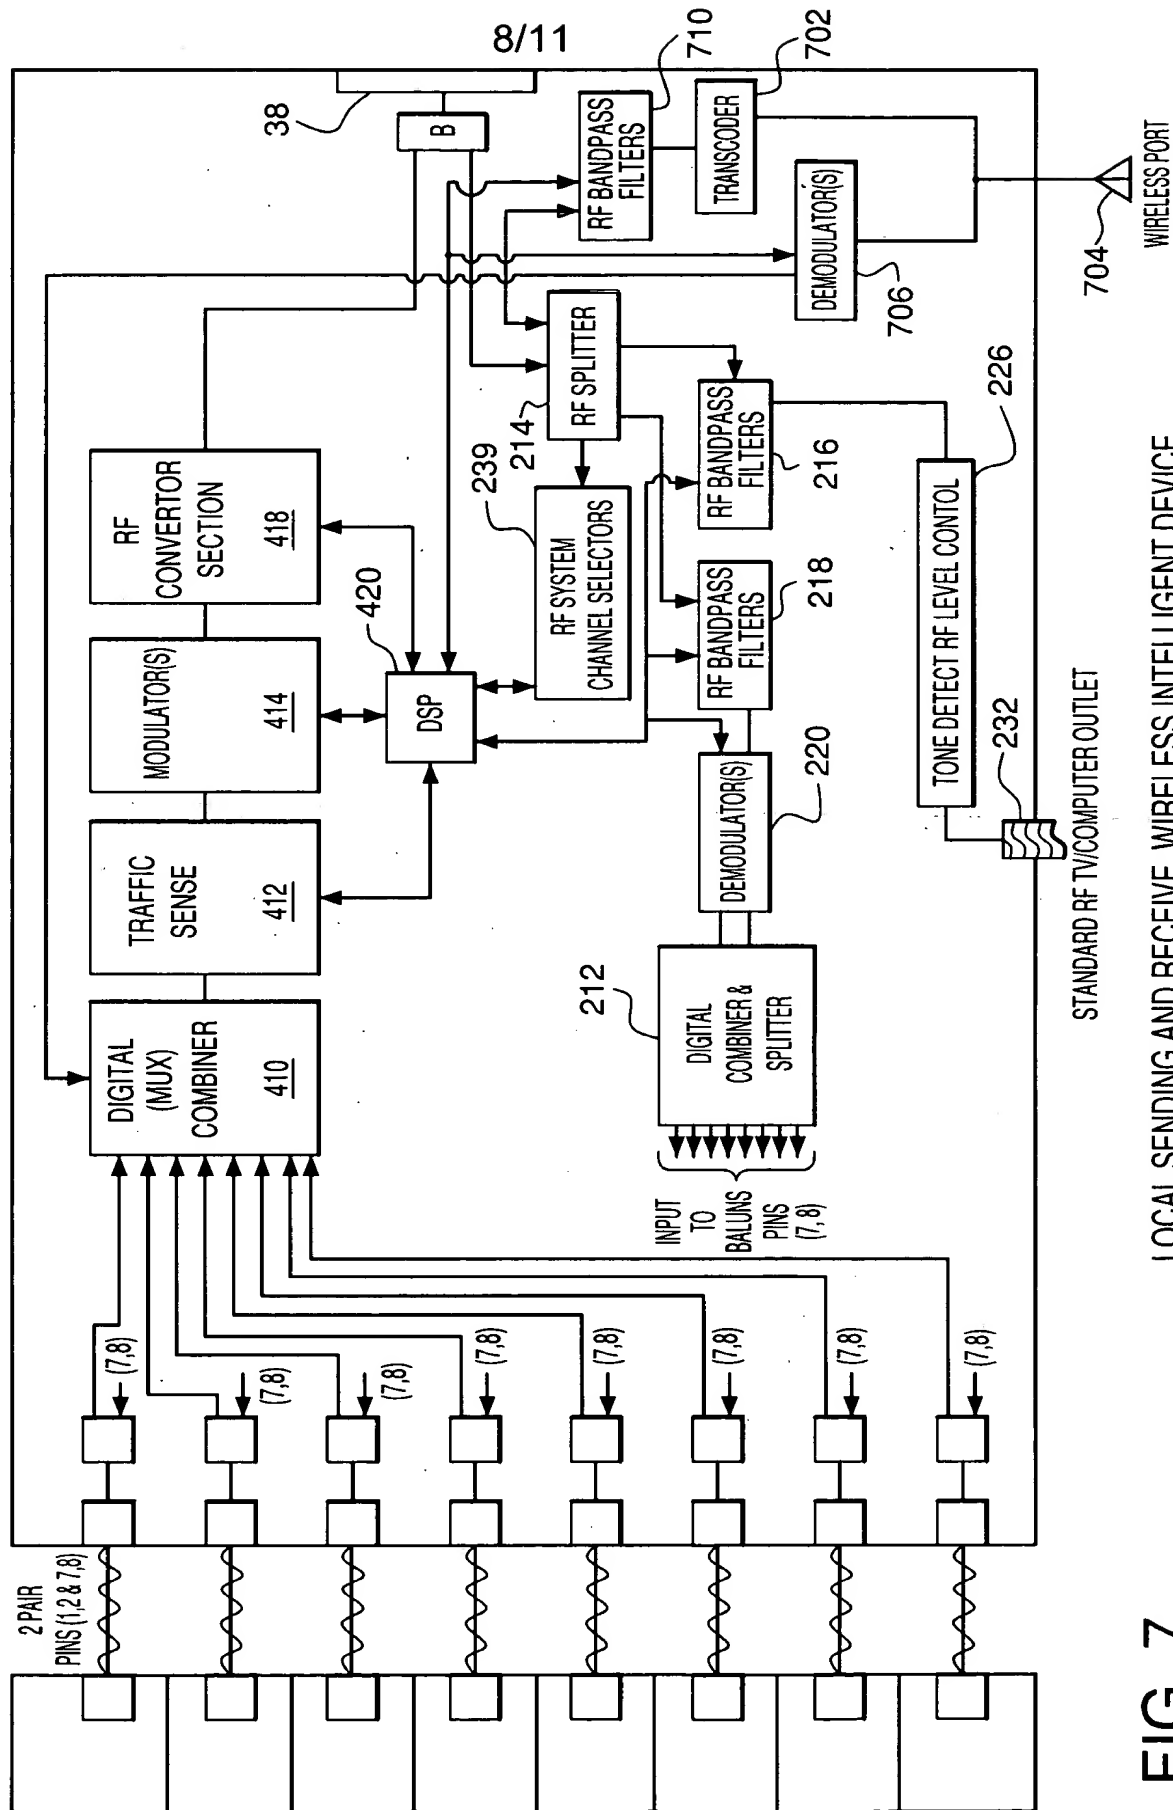 8/11
38
B
710
RF BANDPASS
FILTERS
702
TRANSCODER
DEMODULATOR(S)
706
704
WIRELESS PORT
RF
CONVERTOR
SECTION
418
MODULATOR(S)
414
TRAFFIC
SENSE
412
DIGITAL
(MUX)
COMBINER
410
420
DSP
239
RF SYSTEM
CHANNEL SELECTORS
214
RF SPLITTER
RF BANDPASS
FILTERS
216
RF BANDPASS
FILTERS
218
226
TONE DETECT RF LEVEL CONTOL
232
STANDARD RF TV/COMPUTER OUTLET
DEMODULATOR(S)
220
212
DIGITAL
COMBINER &
SPLITTER
INPUT
TO
BALUNS
PINS
(7, 8)
(7,8)
(7,8)
(7,8)
(7,8)
(7,8)
(7,8)
(7,8)
(7,8)
2 PAIR
PINS (1,2 & 7,8)
LOCAL SENDING AND RECEIVE WIRELESS INTELLIGENT DEVICE
FIG. 7